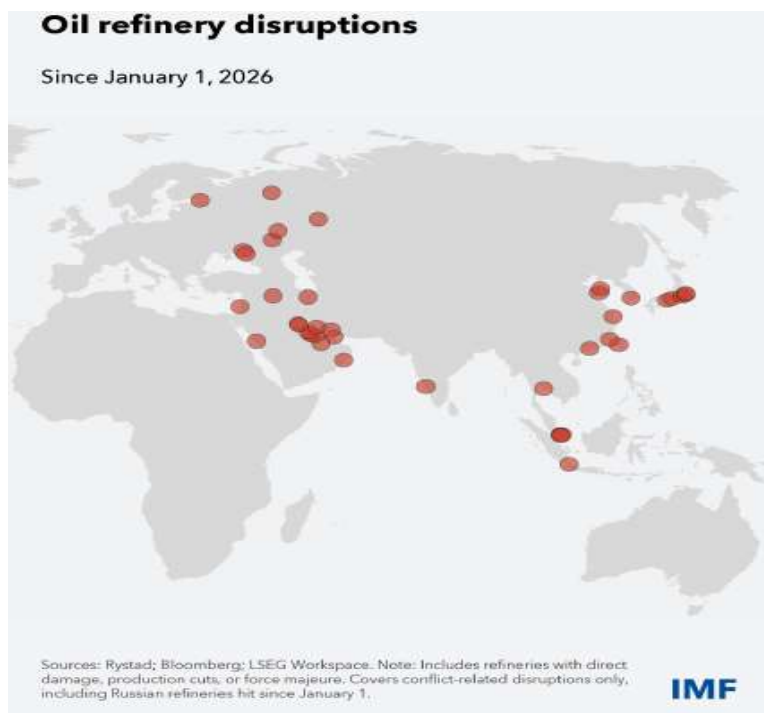 Oil refinery disruptions
Since January 1, 2026
Sources: Rystad; Bloomberg; LSEG Workspace. Note: Includes refineries with direct
damage, production cuts, or force majeure. Covers conflict-related disruptions only,
including Russian refineries hit since January 1.
IMF